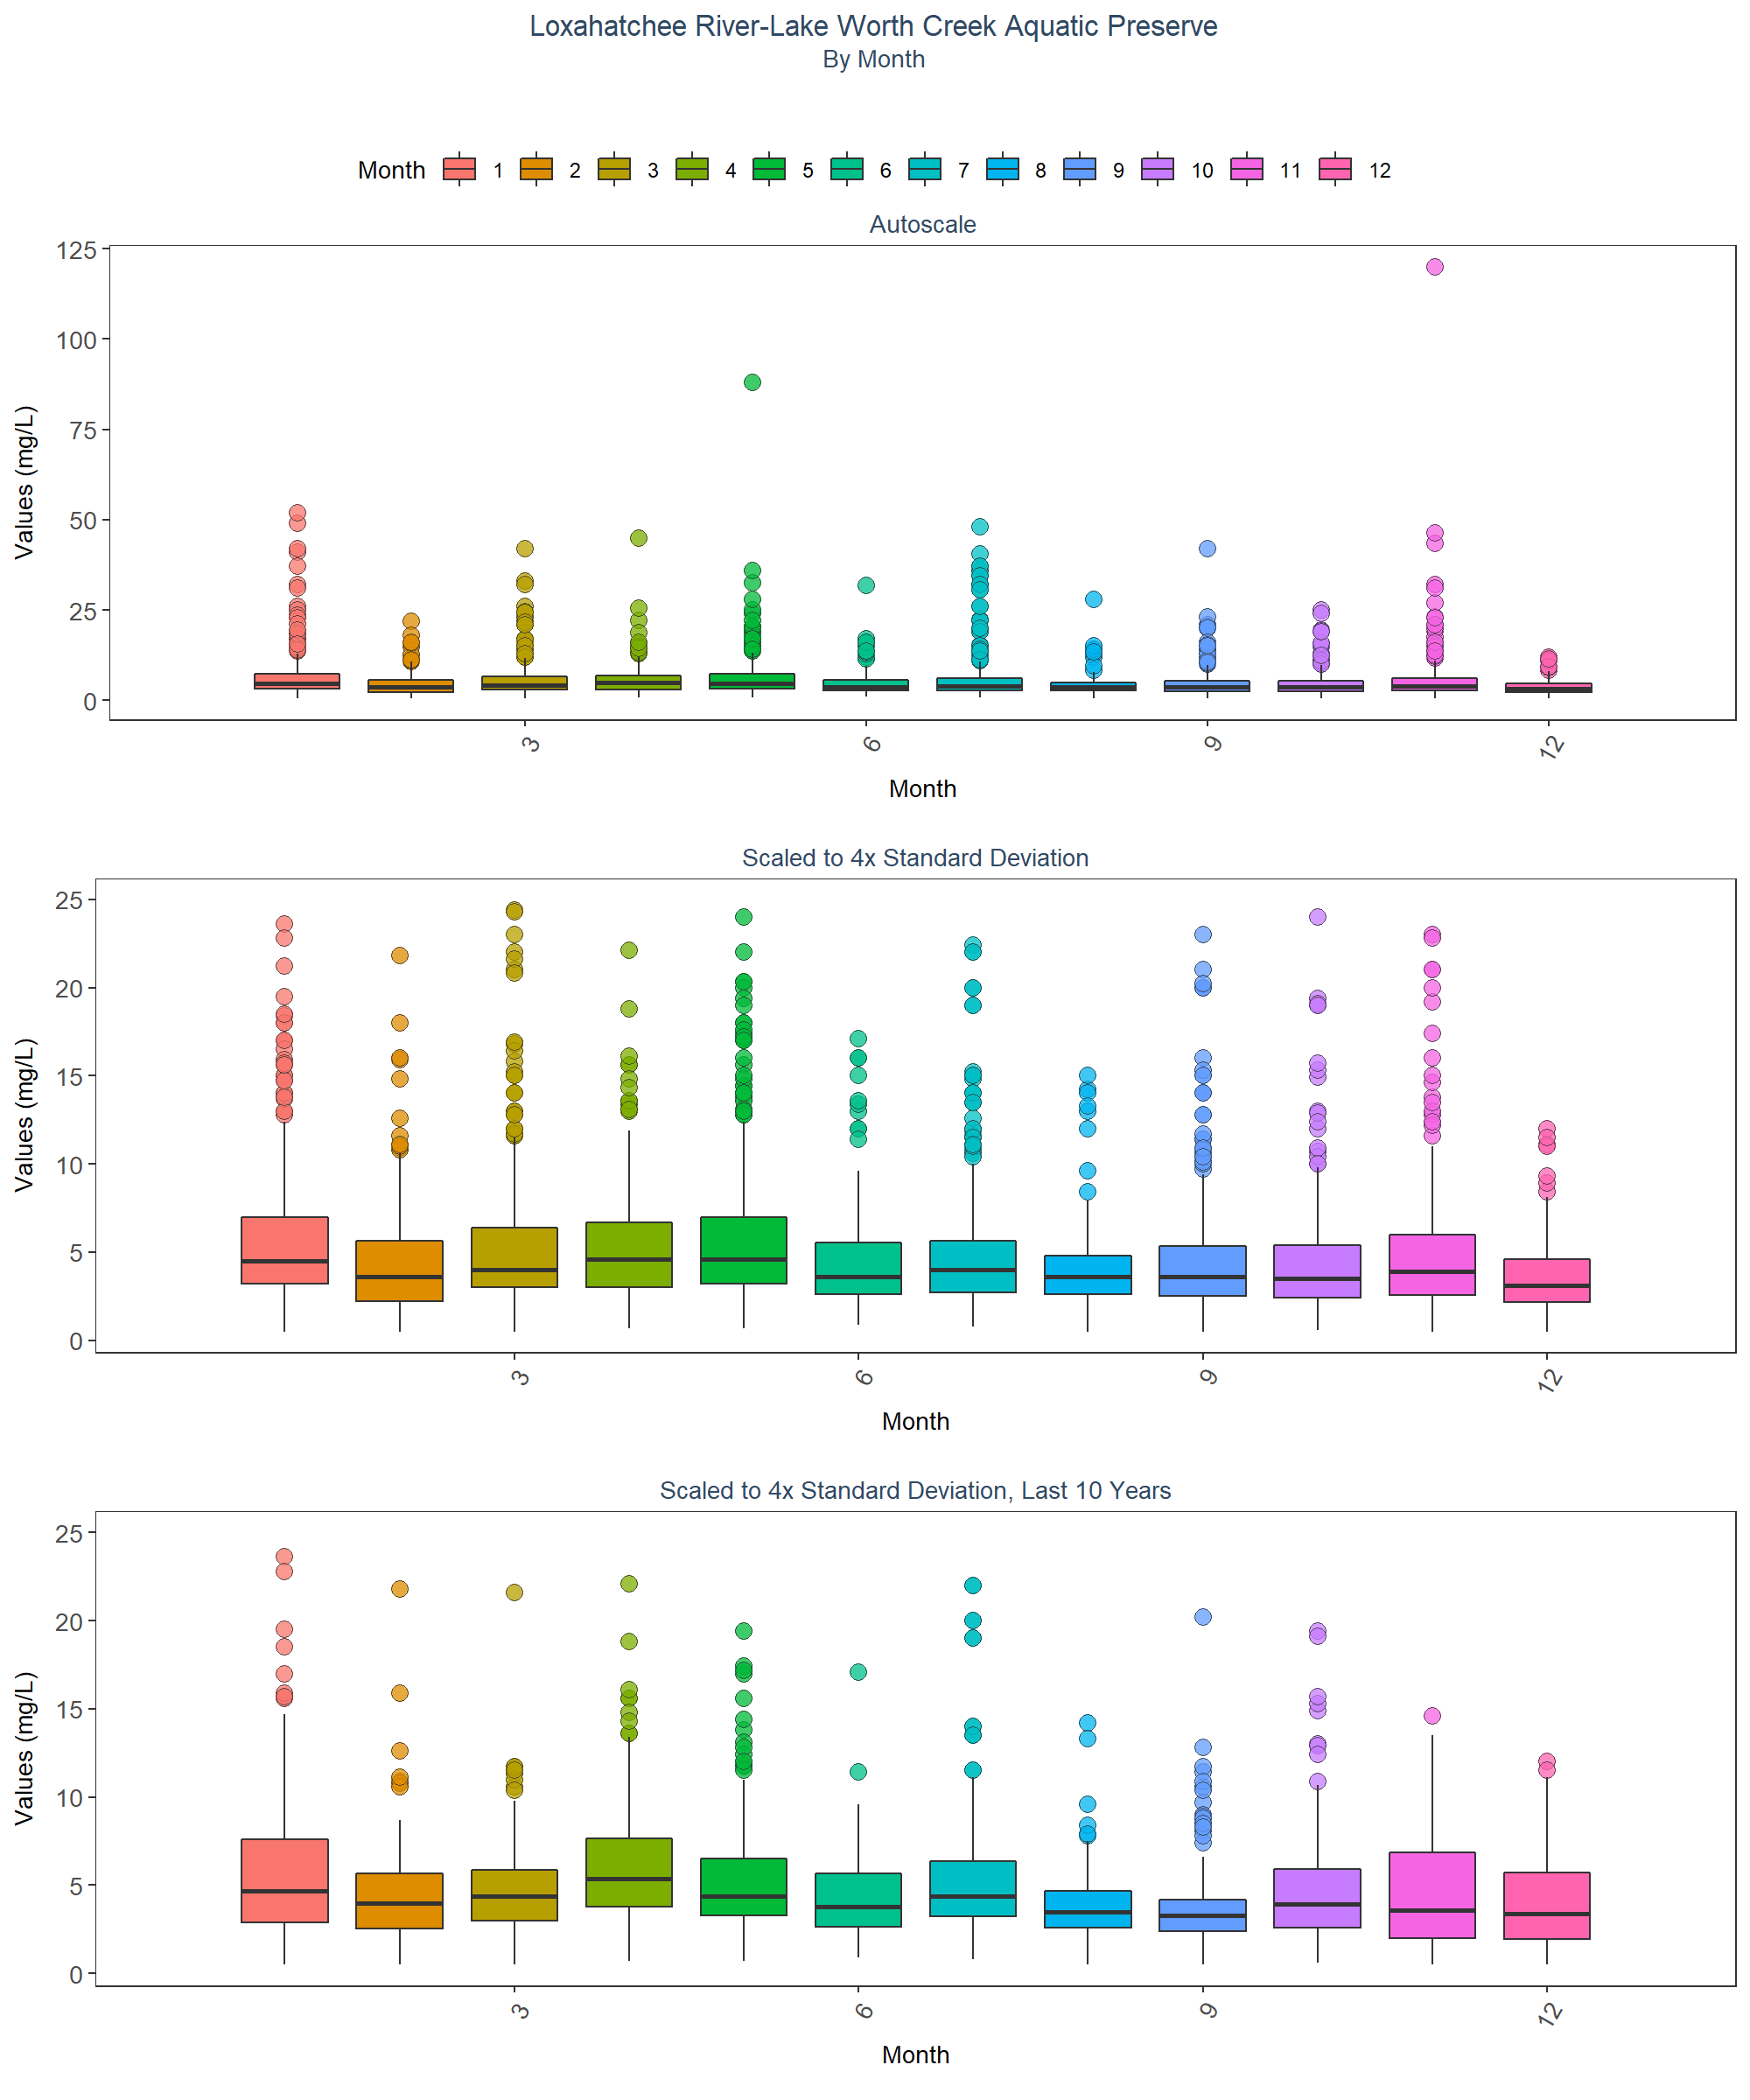 Loxahatchee River-Lake Worth Creek Aquatic Preserve
By Month
Month 1 2 3 4 5 6 7 8 9 10 11 12
Autoscale
Values (mg/L)
125
100
75
50
25
0
3 6 9 12
Month
Scaled to 4x Standard Deviation
Values (mg/L)
25
20
15
10
5
0
3 6 9 12
Month
Scaled to 4x Standard Deviation, Last 10 Years
Values (mg/L)
25
20
15
10
5
0
3 6 9 12
Month